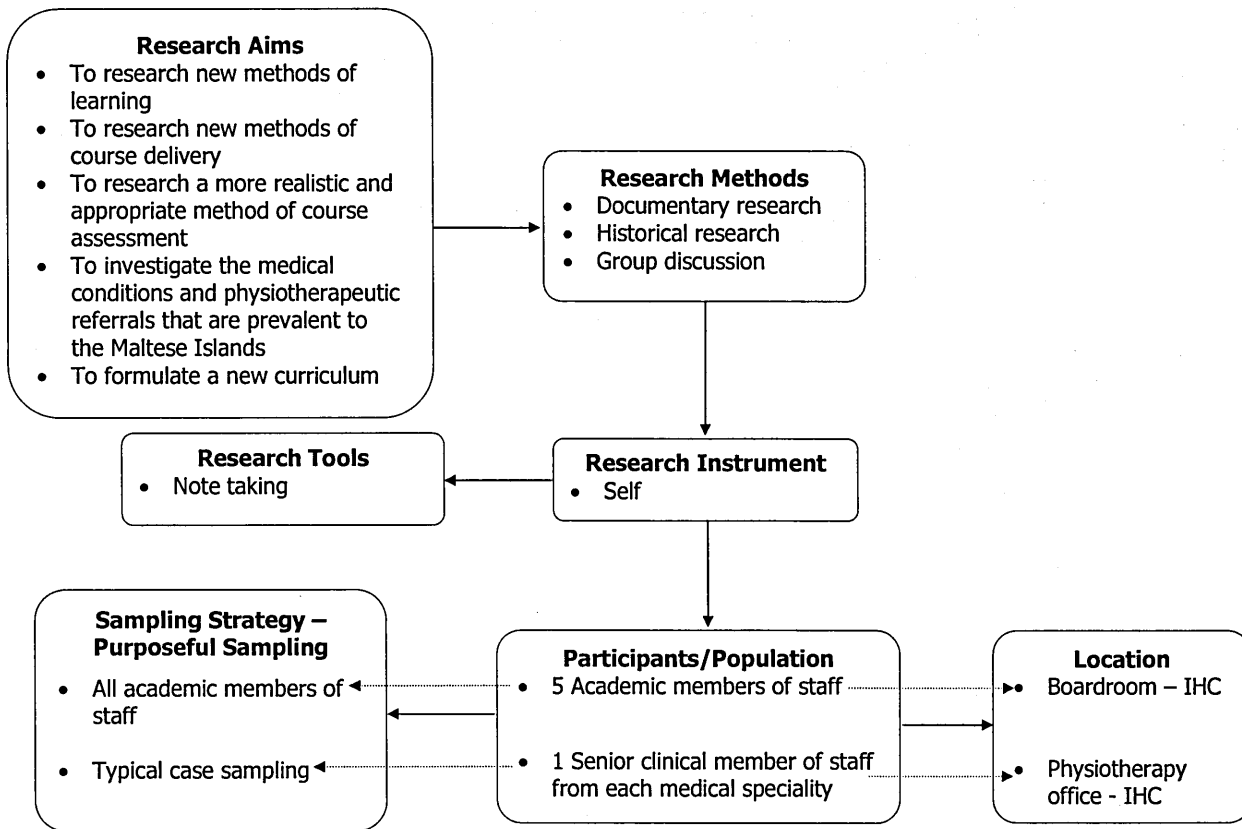 Research Aims
• To research new methods of
learning
• To research new methods of
course delivery
• To research a more realistic and
appropriate method of course
assessment
• To investigate the medical
conditions and physiotherapeutic
referrals that are prevalent to
the Maltese Islands
• To formulate a new curriculum
Research Methods
• Documentary research
• Historical research
• Group discussion
Research Tools
• Note taking
Research Instrument
• Self
Sampling Strategy –
Purposeful Sampling
• All academic members of
staff
• Typical case sampling
Participants/Population
• 5 Academic members of staff
• 1 Senior clinical member of staff
from each medical speciality
Location
• Boardroom – IHC
• Physiotherapy
office - IHC